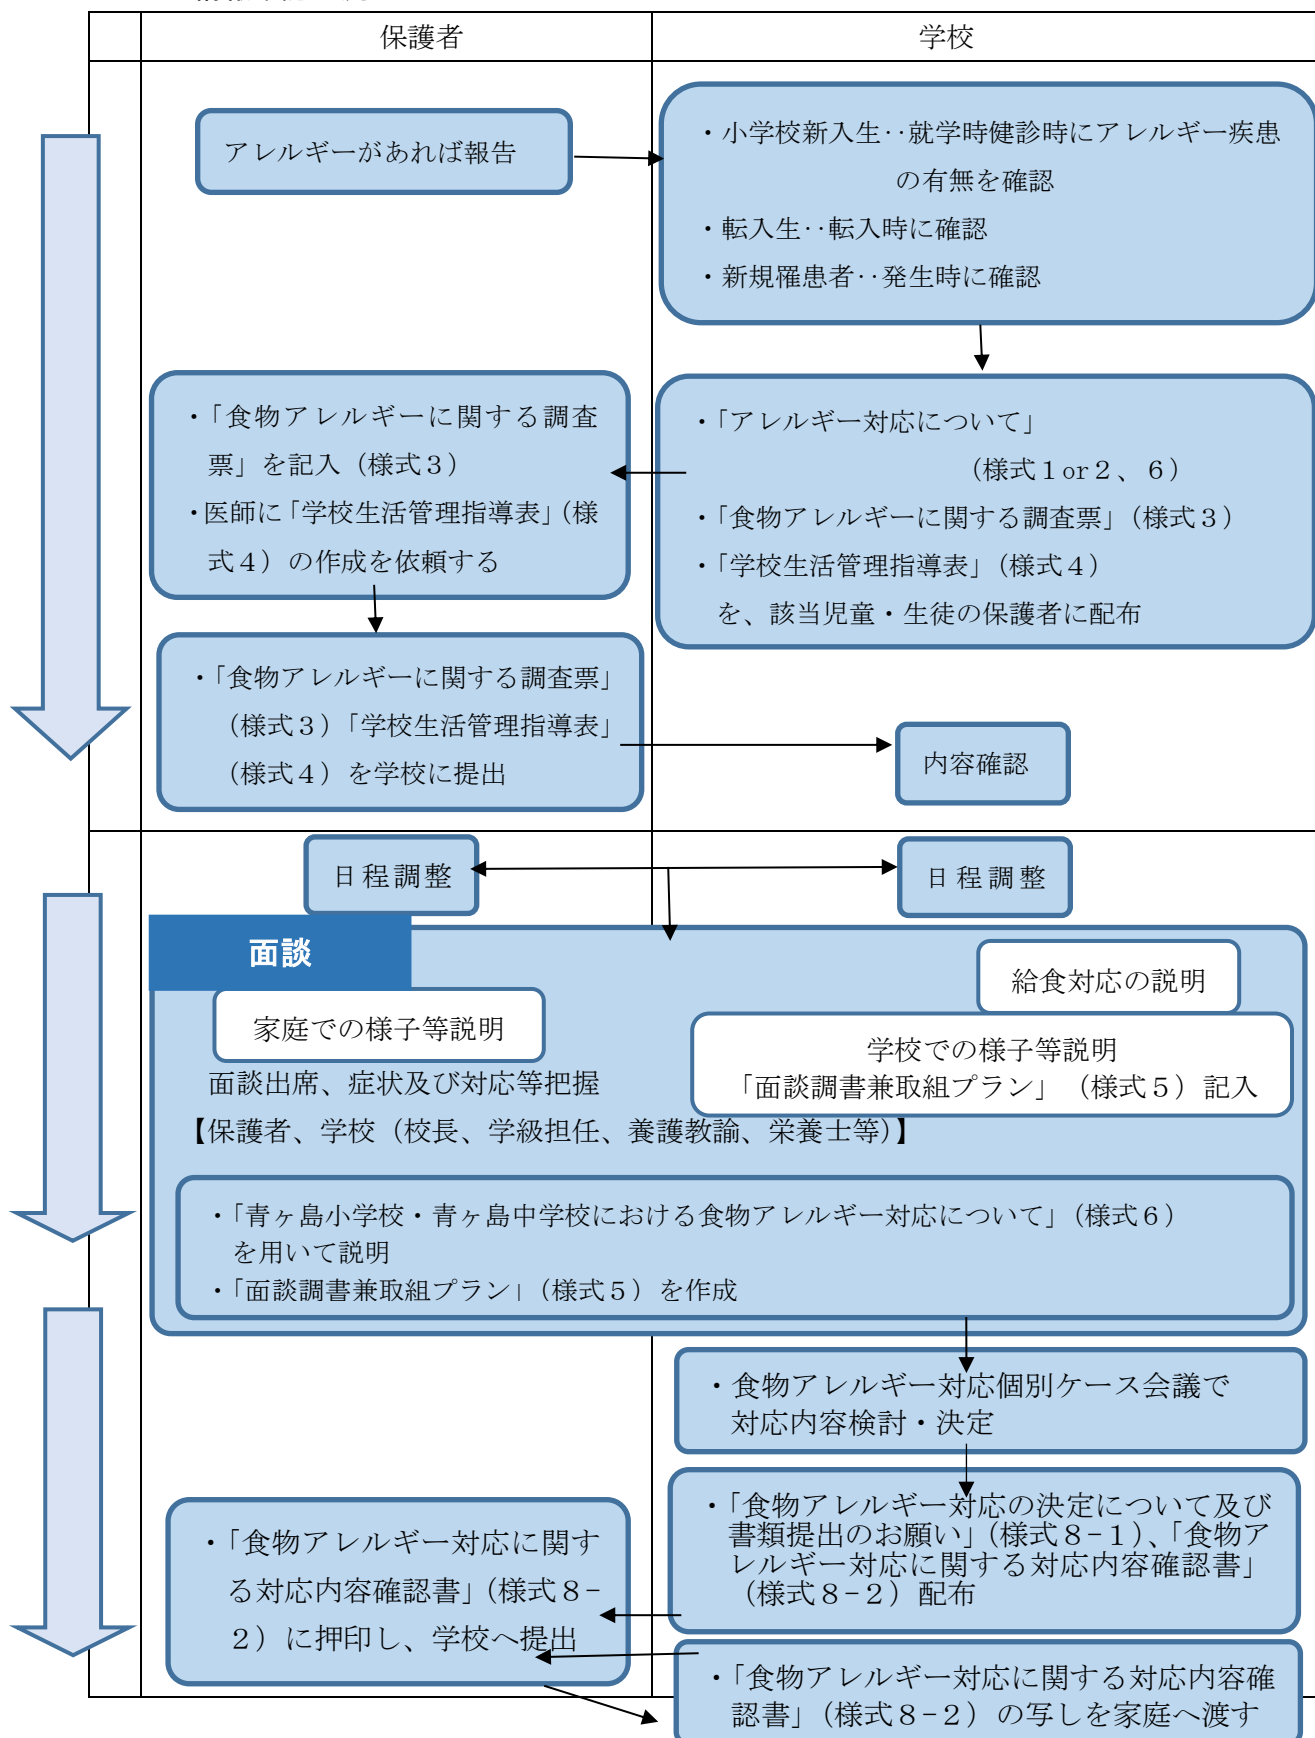 保護者
学校
アレルギーがあれば報告
・小学校新入生‥就学時健診時にアレルギー疾患
の有無を確認
・転入生‥転入時に確認
・新規罹患者‥発生時に確認
・「アレルギー対応について」
（様式１or２、６）
・「食物アレルギーに関する調査票」（様式３）
・「学校生活管理指導表」（様式４）
を、該当児童・生徒の保護者に配布
・「食物アレルギーに関する調査
票」を記入（様式３）
・医師に「学校生活管理指導表」（様
式４）の作成を依頼する
・「食物アレルギーに関する調査票」
（様式３）「学校生活管理指導表」
（様式４）を学校に提出
内容確認
日程調整
日程調整
面談
給食対応の説明
家庭での様子等説明
学校での様子等説明
「面談調書兼取組プラン」（様式５）記入
面談出席、症状及び対応等把握
【保護者、学校（校長、学級担任、養護教諭、栄養士等）】
・「青ヶ島小学校・青ヶ島中学校における食物アレルギー対応について」（様式６）
を用いて説明
・「面談調書兼取組プラン」（様式５）を作成
・食物アレルギー対応個別ケース会議で
対応内容検討・決定
・「食物アレルギー対応の決定について及び
書類提出のお願い」（様式８-１）、「食物ア
レルギー対応に関する対応内容確認書」
（様式８-２）配布
・「食物アレルギー対応に関す
る対応内容確認書」（様式８-
２）に押印し、学校へ提出
・「食物アレルギー対応に関する対応内容確
認書」（様式８-２）の写しを家庭へ渡す